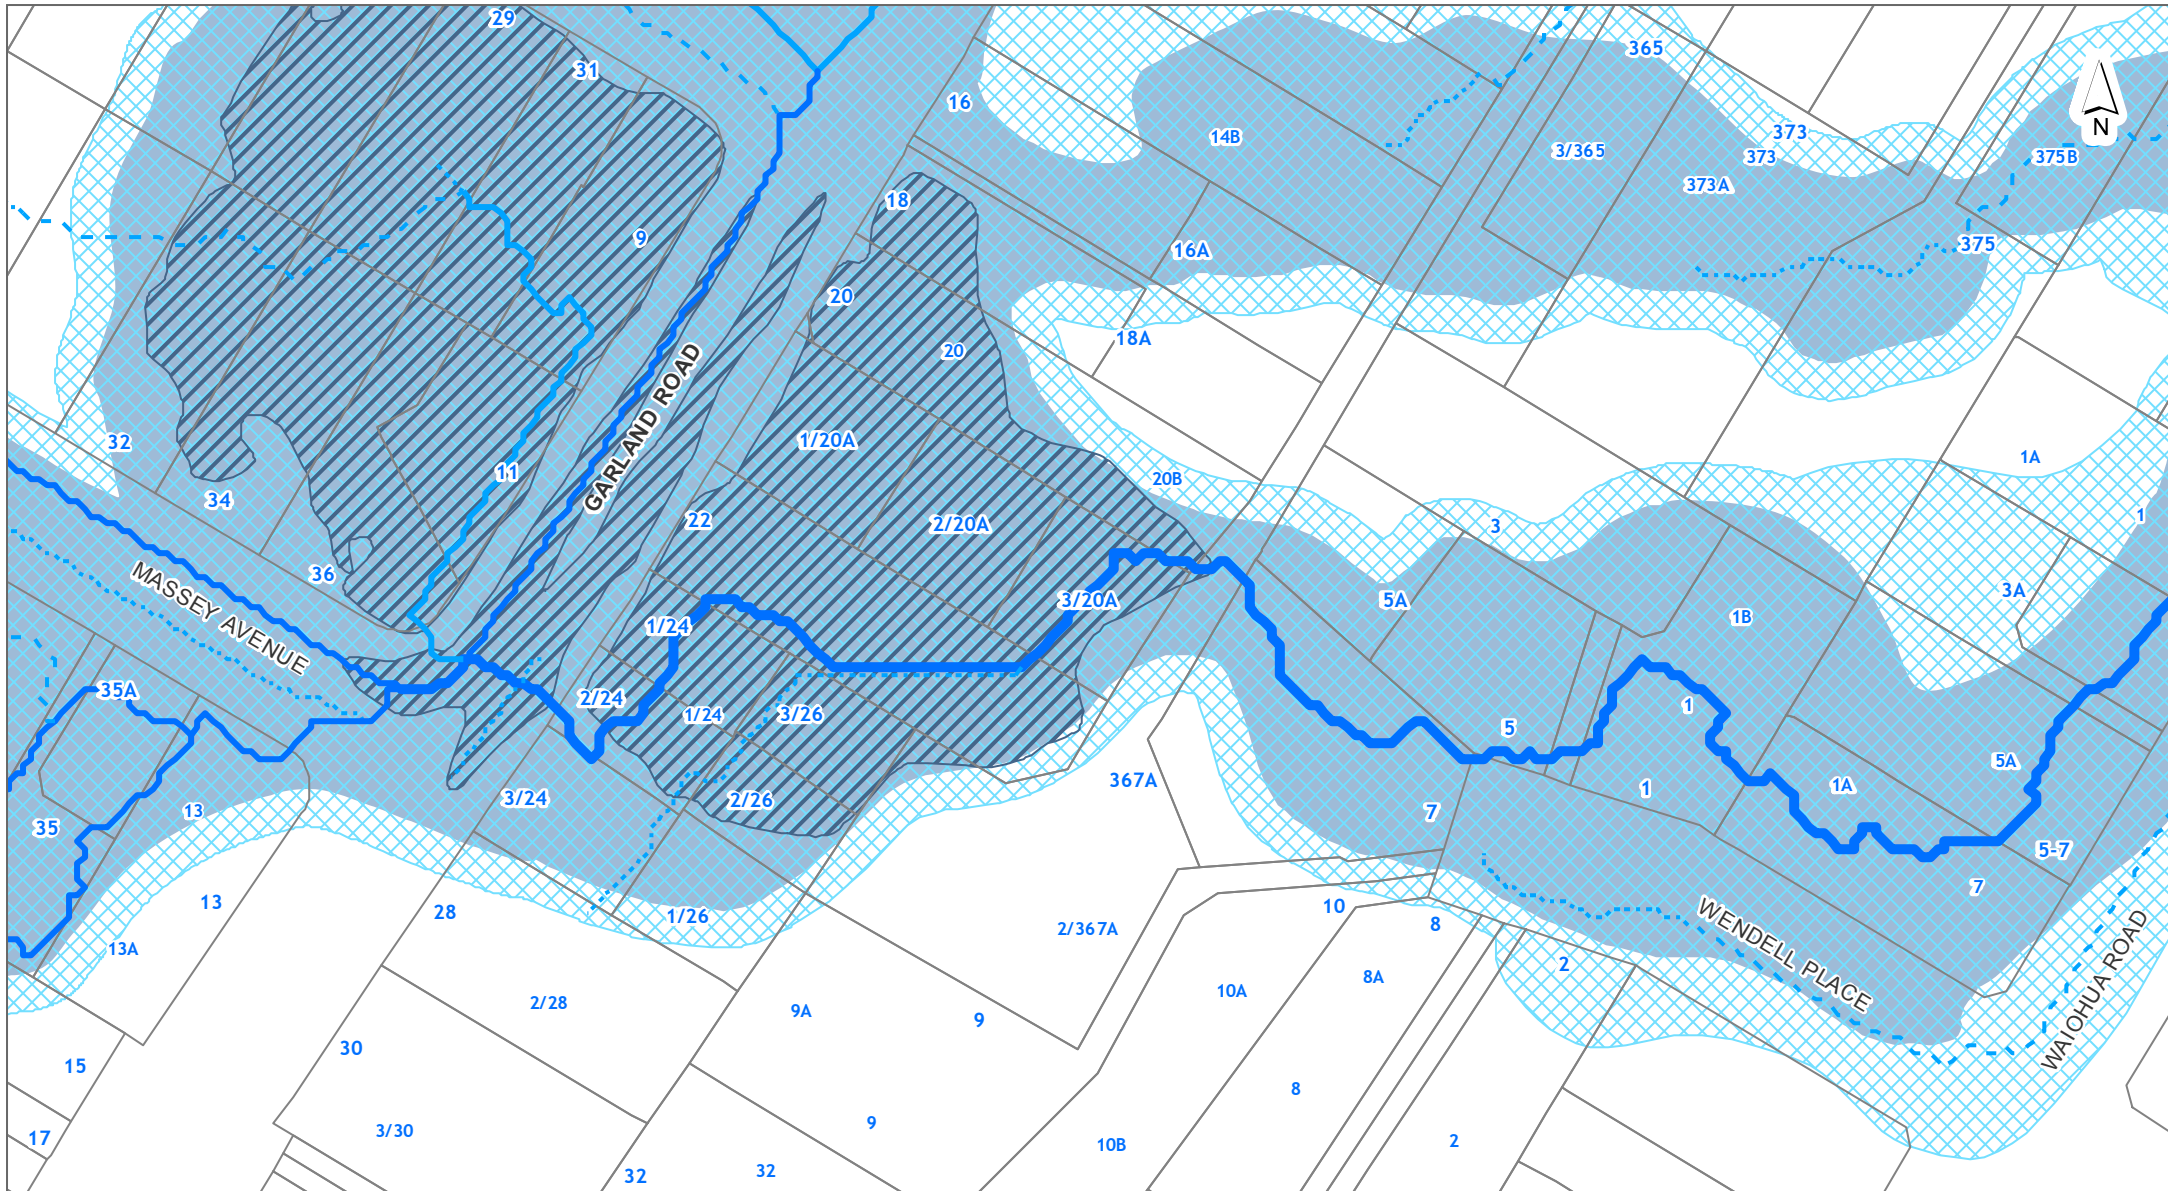 29
31
365
16
373
14B
3/365
373
375B
N
373A
18
9
16A
375
20
18A
20
GARLAND ROAD
32
1/20A
1A
11
20B
34
22
2/20A
3
1
36
MASSEY AVENUE
3/20A
5A
3A
1B
1/24
35A
2/24
1/24
3/26
1
5
5A
367A
1
1A
3/24
2/26
13
7
35
5-7
7
13
28
1/26
10
2/367A
8
WENDELL PLACE
13A
2
8A
10A
WAIOHUA ROAD
2/28
9A
9
30
15
8
9
3/30
17
10B
2
32
32